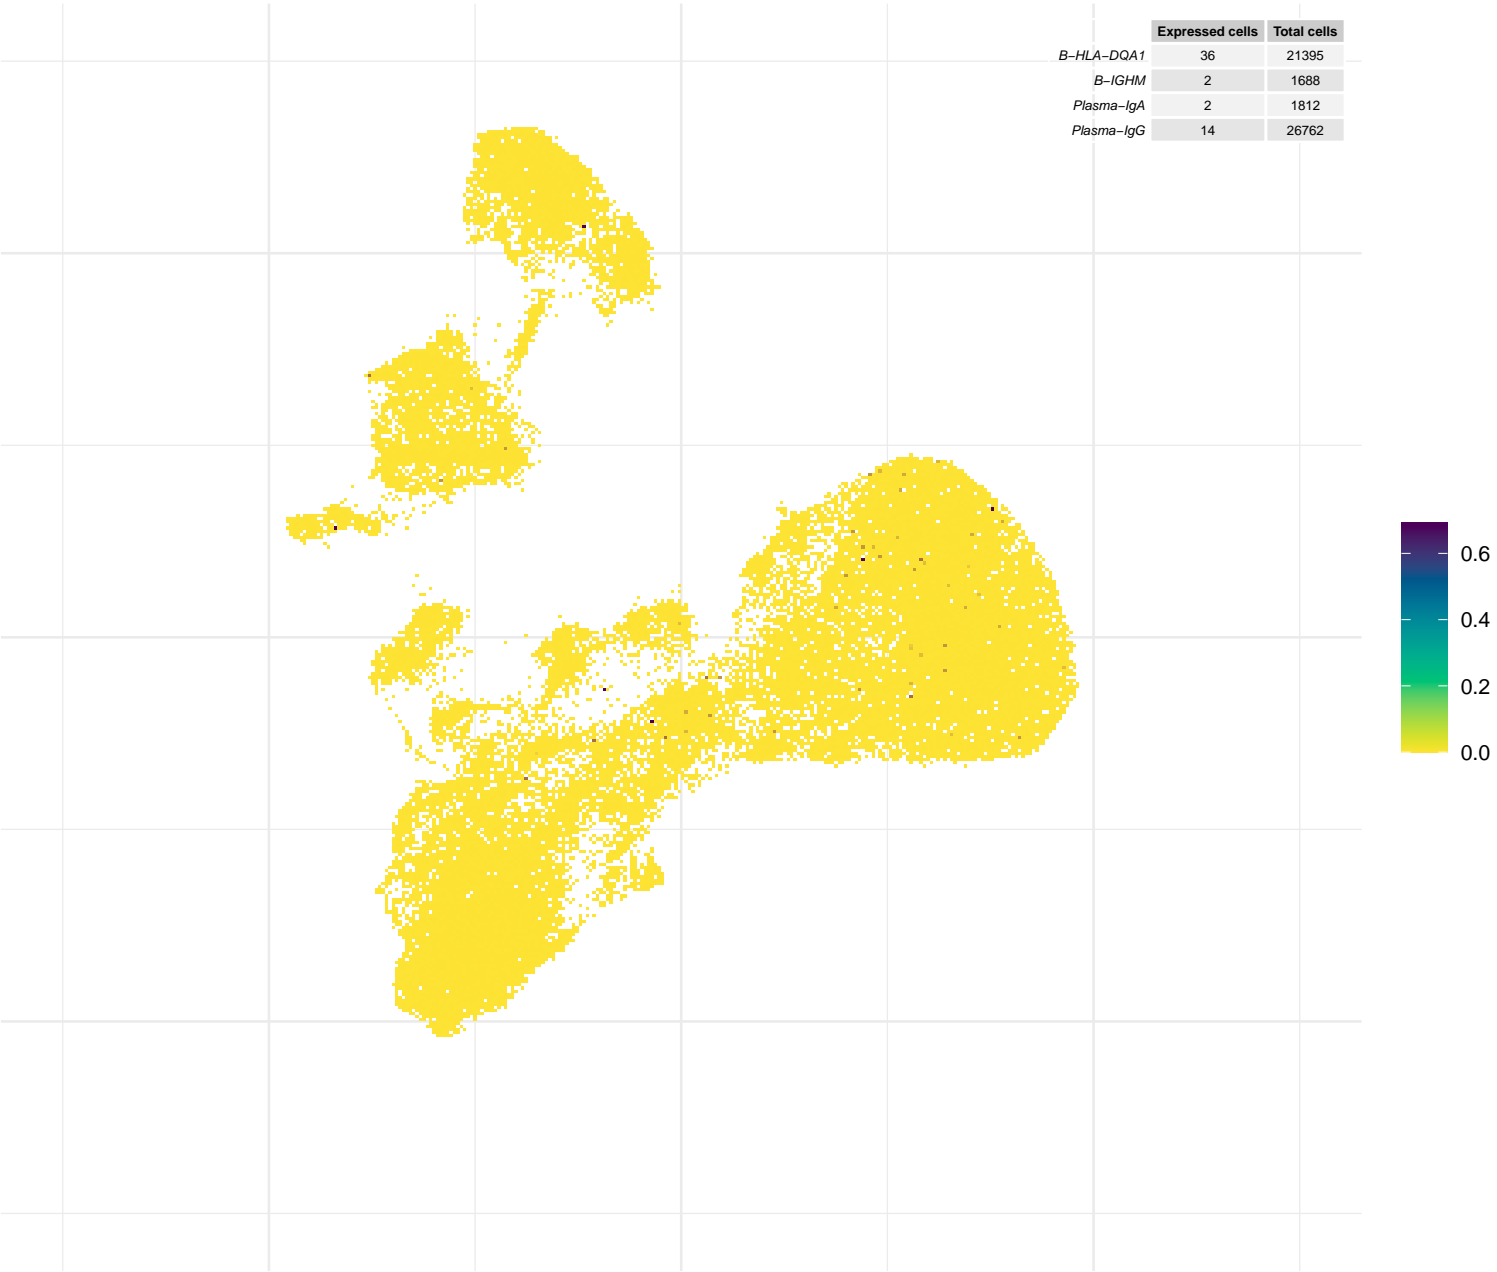 Expressed cells Total cells
B−HLA−DQA1 36 21395
B−IGHM 2 1688
Plasma−IgA 2 1812
Plasma−IgG 14 26762
0.6
0.4
0.2
0.0